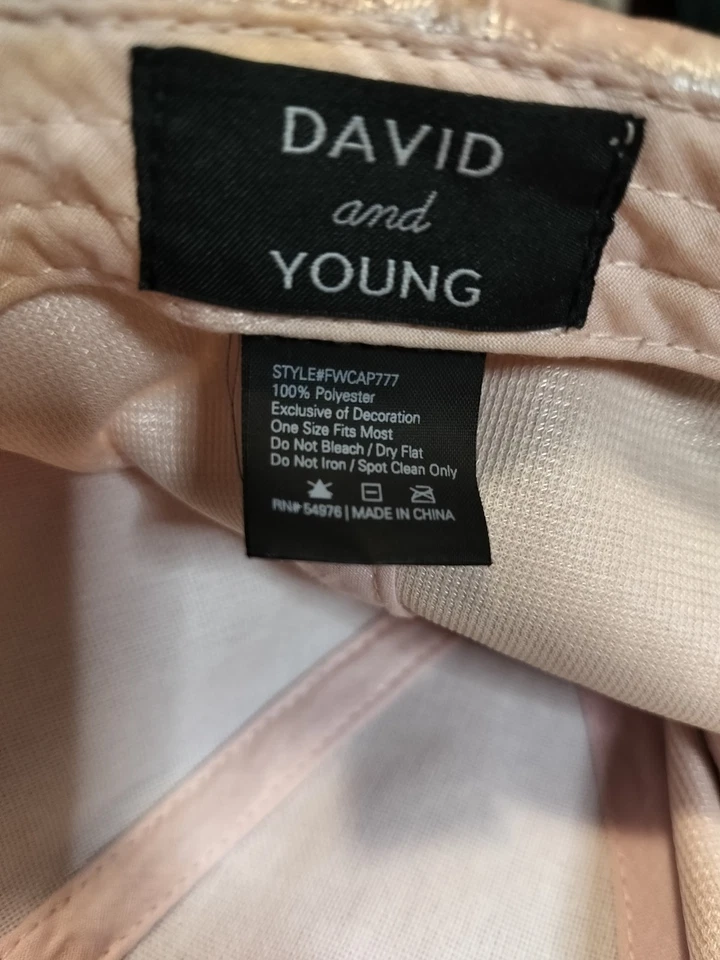 DAVID
and
YOUNG
STYLE#FWCAP777
100% Polyester
Exclusive of Decoration
One Size Fits Most
Do Not Bleach / Dry Flat
Do Not Iron / Spot Clean Only
RN# 54976 | MADE IN CHINA